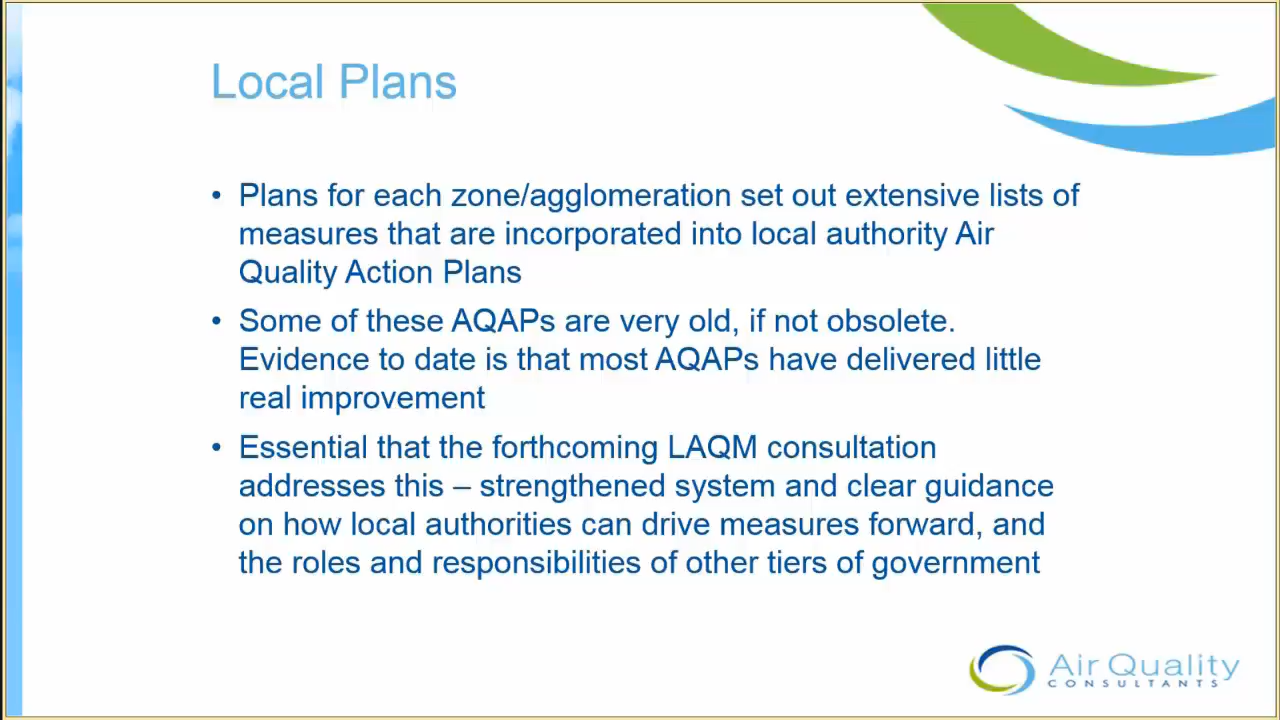 Local Plans
• Plans for each zone/agglomeration set out extensive lists of
measures that are incorporated into local authority Air
Quality Action Plans
• Some of these AQAPs are very old, if not obsolete.
Evidence to date is that most AQAPs have delivered little
real improvement
• Essential that the forthcoming LAQM consultation
addresses this – strengthened system and clear guidance
on how local authorities can drive measures forward, and
the roles and responsibilities of other tiers of government
Air Quality
CONSULTANTS